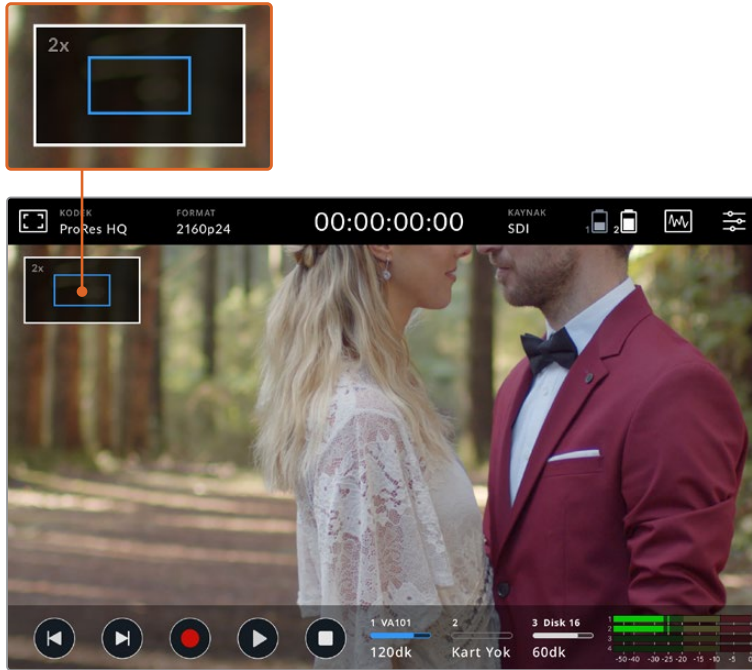 2x
KODEK
ProRes HQ
FORMAT
2160p24
00:00:00:00
KAYNAK
SDI
1
2
2x
1 VA101
120dk
2
Kart Yok
3 Disk 16
60dk
1
2
3
4
-50 -40 -30 -25 -20 -15 -10 -5